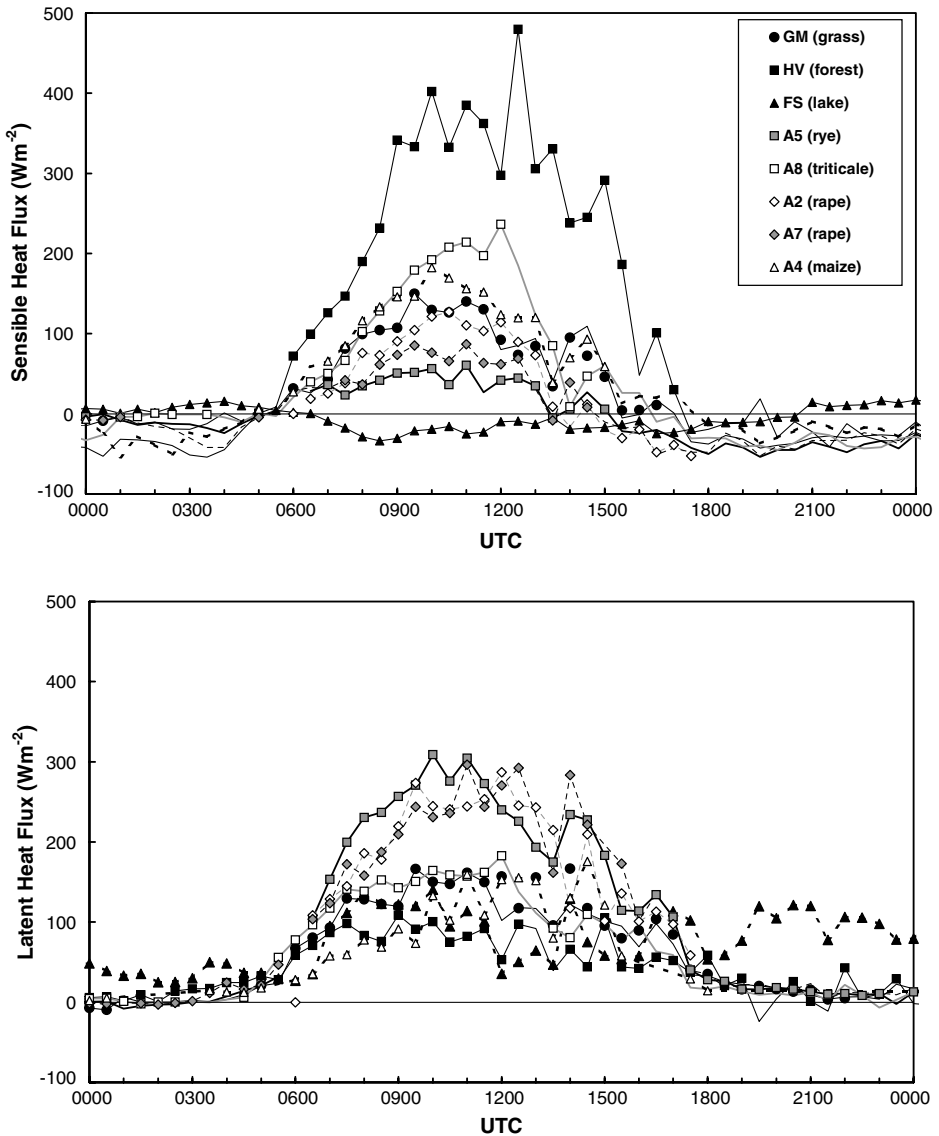 500
400
300
200
100
0
-100
Sensible Heat Flux (Wm-2)
GM (grass)
HV (forest)
FS (lake)
A5 (rye)
A8 (triticale)
A2 (rape)
A7 (rape)
A4 (maize)
0000 0300 0600 0900 1200 1500 1800 2100 0000
UTC
500
400
300
200
100
0
-100
Latent Heat Flux (Wm-2)
0000 0300 0600 0900 1200 1500 1800 2100 0000
UTC